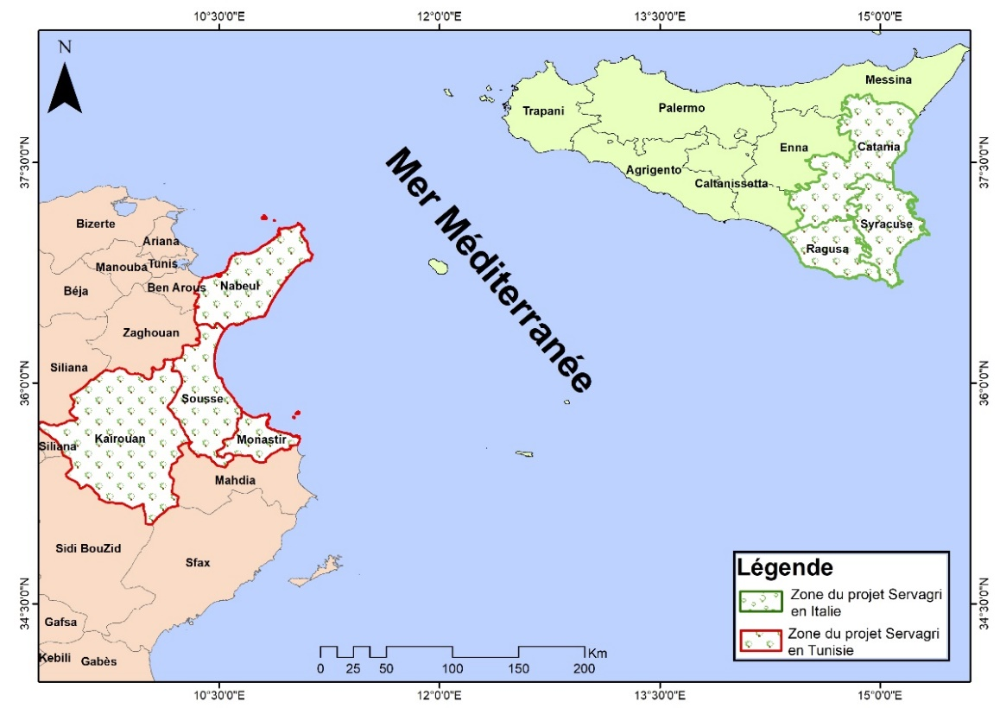 10°30'0"E 12°0'0"E 13°30'0"E 15°0'0"E
N
Messina
Trapani
Palermo
Enna
Catania
37°30'0"N
37°30'0"N
Agrigento
Caltanissotta
Mer Méditerranée
Bizerte
Syracuse
Ariana
Ragusa
Manouba
Tunis
Béja
Ben Arous
Nabeul
Zaghouan
Siliana
36°0'0"N
36°0'0"N
Sousse
Kairouan
Monastir
Siliana
Mahdia
Sidi BouZid
Sfax
Légende
Zone du projet Servagri
en Italie
Zone du projet Servagri
en Tunisie
34°30'0"N
34°30'0"N
Gafsa
Kebili
Gabès
Km
0 25 50 100 150 200
10°30'0"E 12°0'0"E 13°30'0"E 15°0'0"E